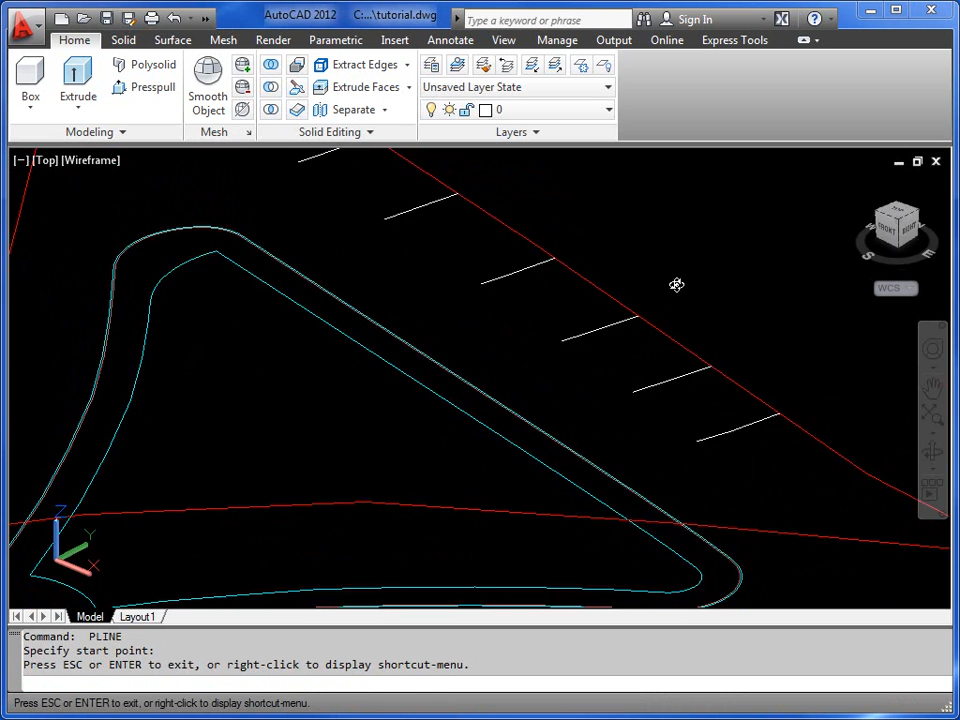 AutoCAD 2012 C:...\tutorial.dwg
Type a keyword or phrase
Sign In
Home Solid Surface Mesh Render Parametric Insert Annotate View Manage Output Online Express Tools
Box
Extrude
Polysolid
Presspull
Modeling
Smooth
Object
Mesh
Extract Edges
Extrude Faces
Separate
Solid Editing
Unsaved Layer State
0
Layers
[−] [Top] [Wireframe]
TOP
FRONT
RIGHT
S
E
WCS
Z
Y
X
Model Layout1
Command: PLINE
Specify start point:
Press ESC or ENTER to exit, or right-click to display shortcut-menu.
Press ESC or ENTER to exit, or right-click to display shortcut-menu.